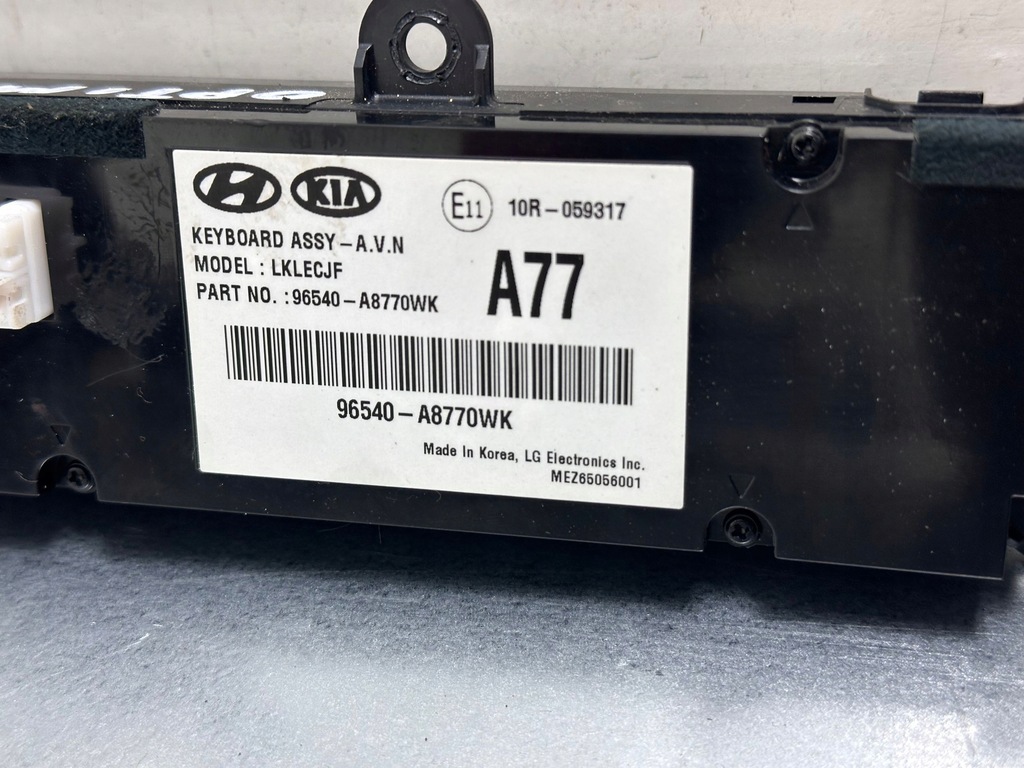 OPTIM
KIA
E11 10R-059317
KEYBOARD ASSY-A.V.N
MODEL : LKLECJF
PART NO. :96540-A8770WK
A77
96540-A8770WK
Made In Korea, LG Electronics Inc.
MEZ65056001